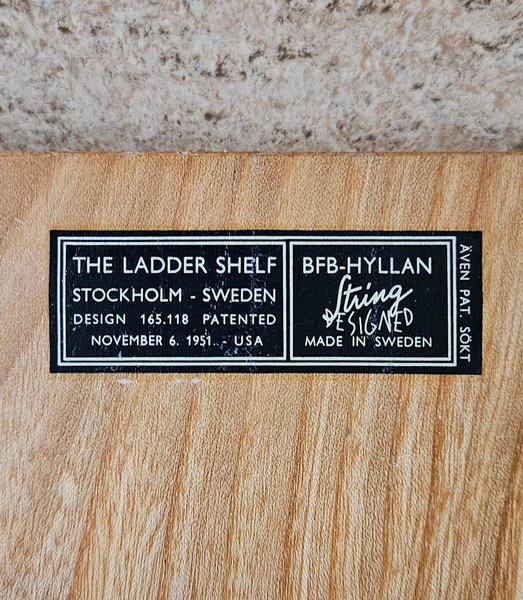 THE LADDER SHELF
STOCKHOLM - SWEDEN
DESIGN 165.118 PATENTED
NOVEMBER 6. 1951. - USA
BFB-HYLLAN
String
DESIGNED
MADE IN SWEDEN
ÄVEN PAT. SÖKT